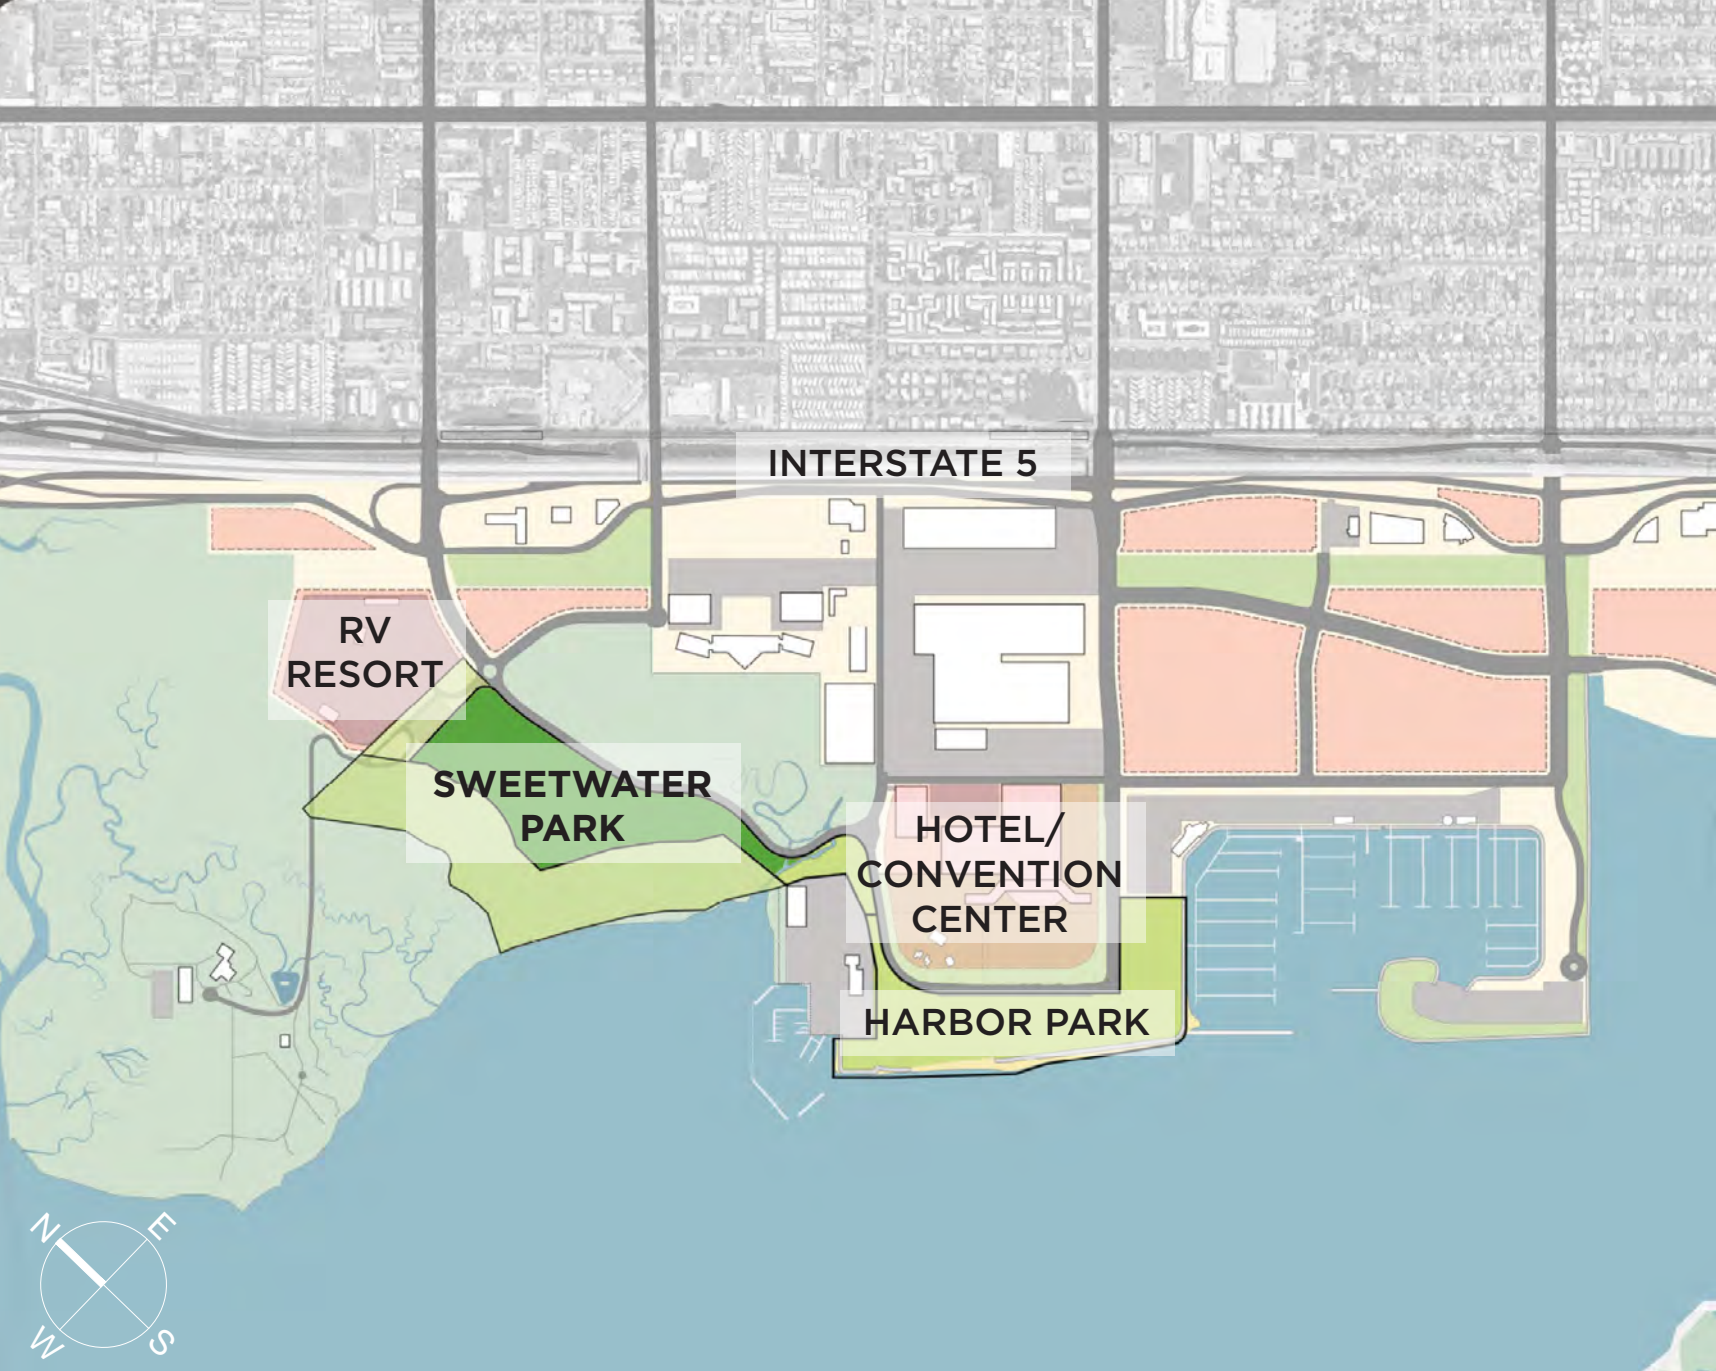 INTERSTATE 5
RV
RESORT
SWEETWATER
PARK
HOTEL/
CONVENTION
CENTER
HARBOR PARK
N
E
W
S